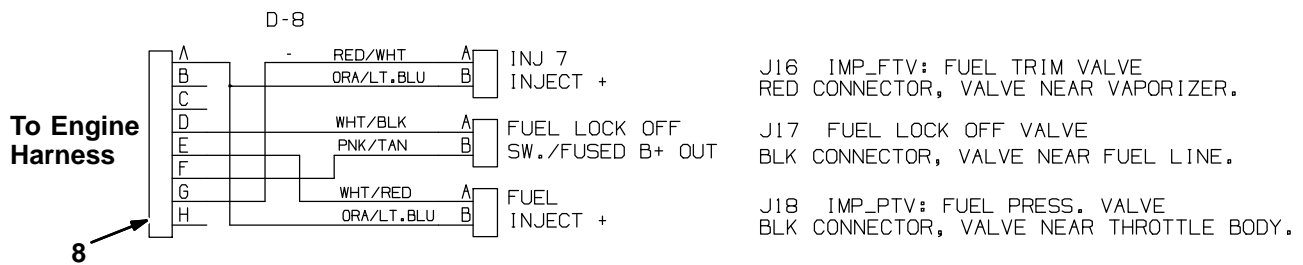 D-8
A - RED/WHT A INJ 7
B ORA/LT.BLU B INJECT +
C
D WHT/BLK A FUEL LOCK OFF
E PNK/TAN B SW./FUSED B+ OUT
F
G WHT/RED A FUEL
H ORA/LT.BLU B INJECT +
To Engine
Harness
8
J16 IMP_FTV: FUEL TRIM VALVE
RED CONNECTOR, VALVE NEAR VAPORIZER.
J17 FUEL LOCK OFF VALVE
BLK CONNECTOR, VALVE NEAR FUEL LINE.
J18 IMP_PTV: FUEL PRESS. VALVE
BLK CONNECTOR, VALVE NEAR THROTTLE BODY.